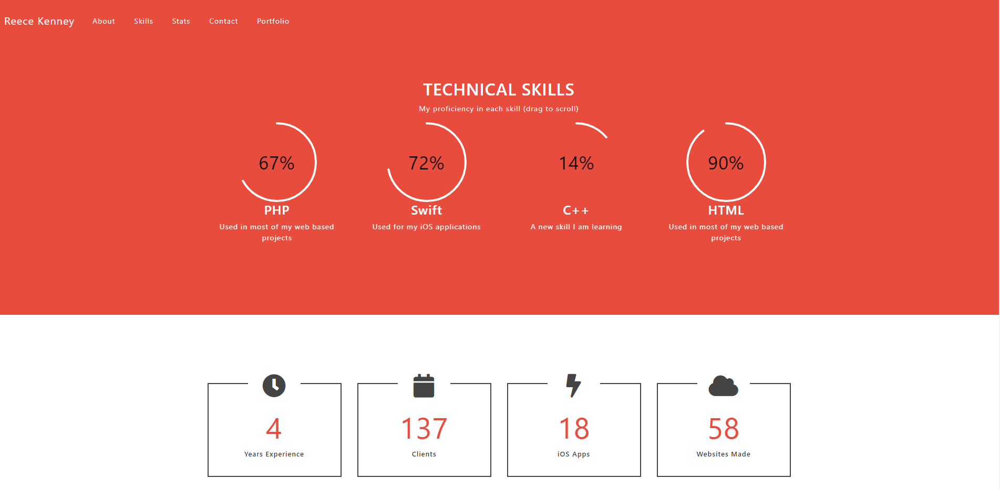 Reece Kenney About Skills Stats Contact Portfolio
TECHNICAL SKILLS
My proficiency in each skill (drag to scroll)
67% 72% 14% 90%
PHP Swift C++ HTML
Used in most of my web based Used for my iOS applications A new skill I am learning Used in most of my web based
projects projects
4 137 18 58
Years Experience Clients iOS Apps Websites Made